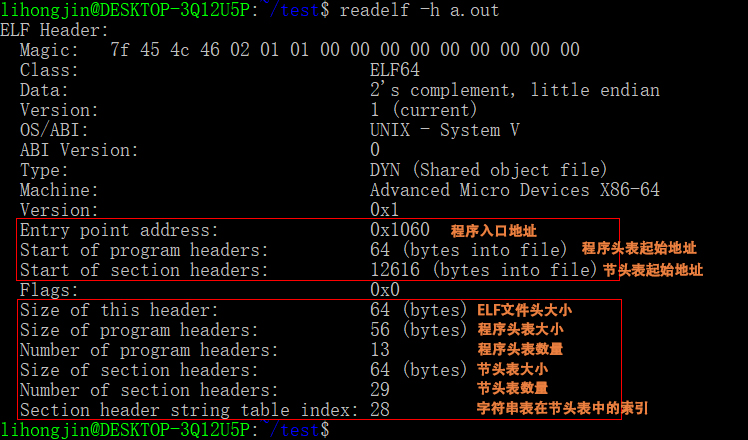 lihongjin@DESKTOP-3Q12U5P:~/test$ readelf -h a.out
ELF Header:
  Magic:   7f 45 4c 46 02 01 01 00 00 00 00 00 00 00 00 00
  Class:                             ELF64
  Data:                              2's complement, little endian
  Version:                           1 (current)
  OS/ABI:                            UNIX - System V
  ABI Version:                       0
  Type:                              DYN (Shared object file)
  Machine:                           Advanced Micro Devices X86-64
  Version:                           0x1
  Entry point address:               0x1060 程序入口地址
  Start of program headers:          64 (bytes into file) 程序头表起始地址
  Start of section headers:          12616 (bytes into file) 节头表起始地址
  Flags:                             0x0
  Size of this header:               64 (bytes) ELF文件头大小
  Size of program headers:           56 (bytes) 程序头表大小
  Number of program headers:         13 程序头表数量
  Size of section headers:           64 (bytes) 节头表大小
  Number of section headers:         29 节头表数量
  Section header string table index: 28 字符串表在节头表中的索引
lihongjin@DESKTOP-3Q12U5P:~/test$